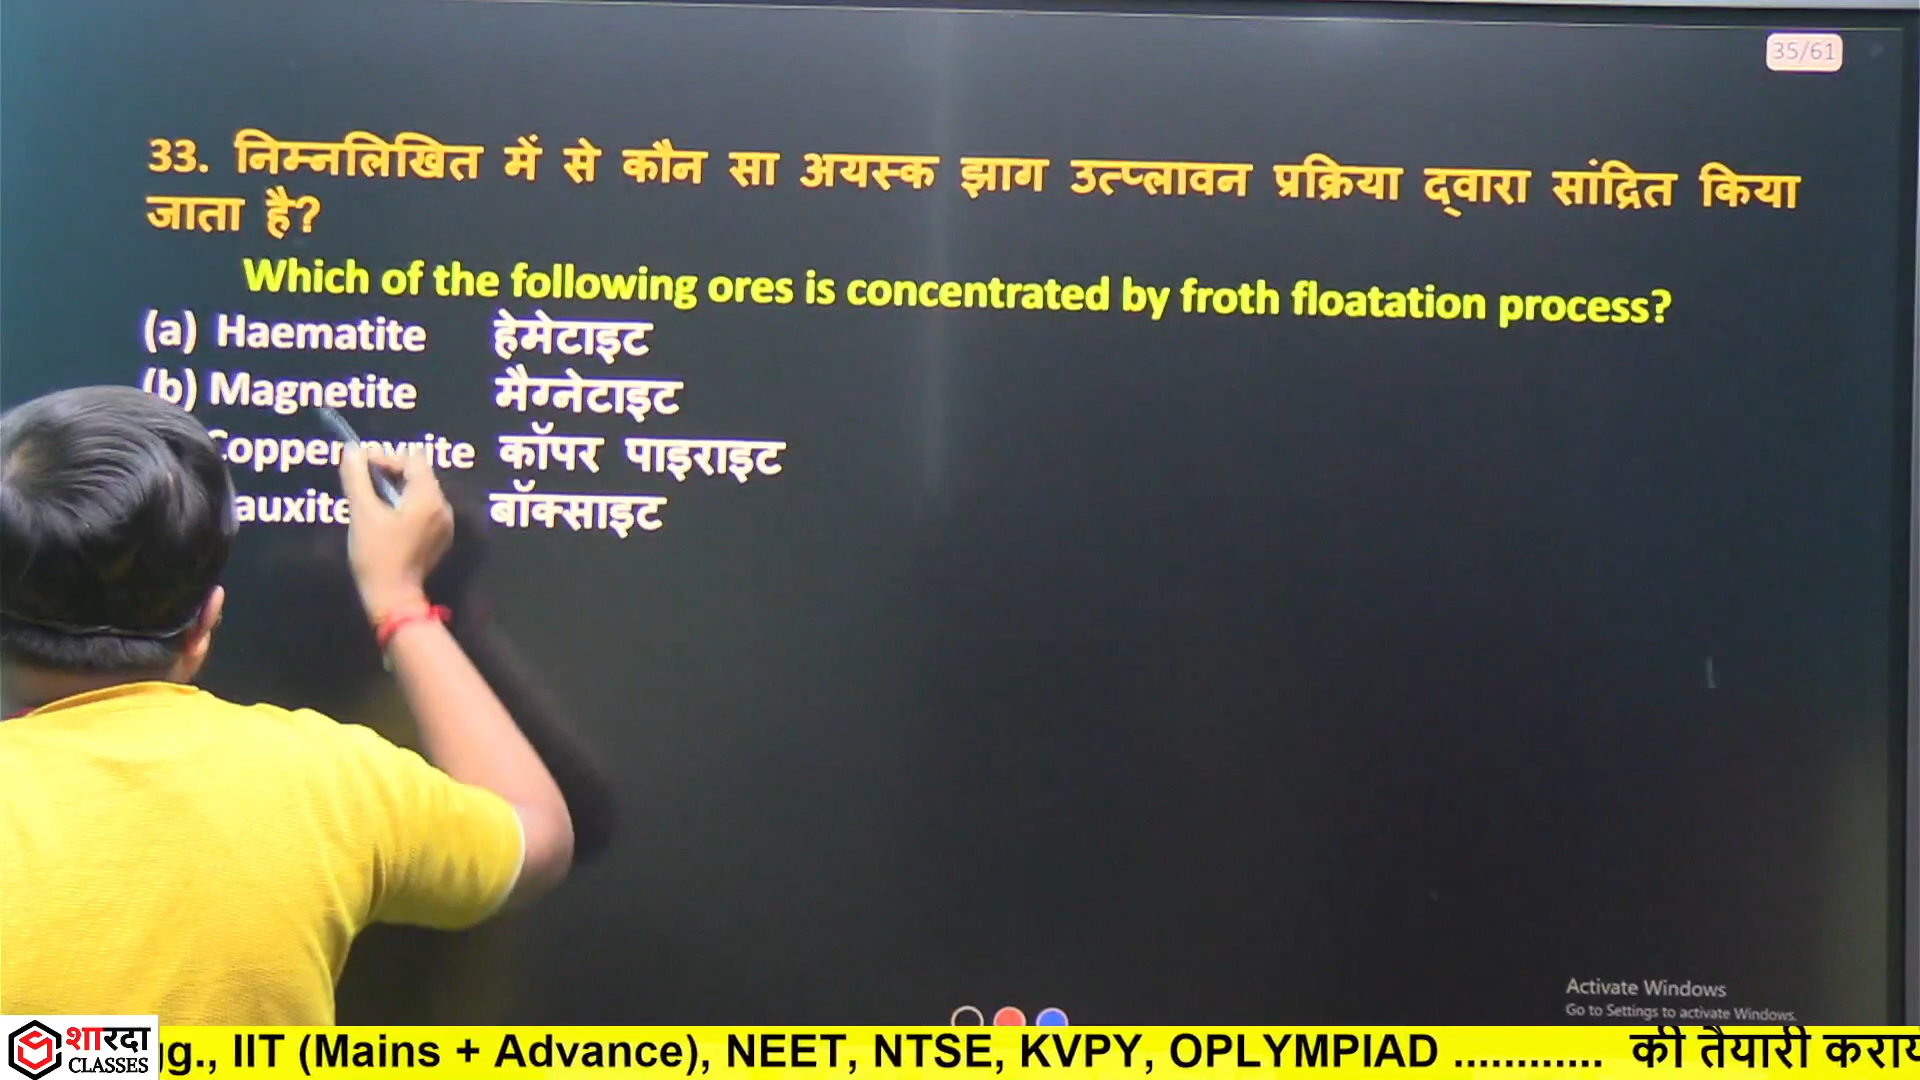 35/61
33. निम्नलिखित में से कौन सा अयस्क झाग उत्प्लावन प्रक्रिया द्वारा सांद्रित किया
जाता है?
Which of the following ores is concentrated by froth floatation process?
(a) Haematite हेमेटाइट
(b) Magnetite मैग्नेटाइट
कॉपर पाइराइट
बॉक्साइट
Activate Windows
Go to Settings to activate Windows.
शारदा
CLASSES
IIT (Mains + Advance), NEET, NTSE, KVPY, OPLYMPIAD ............ की तैयारी